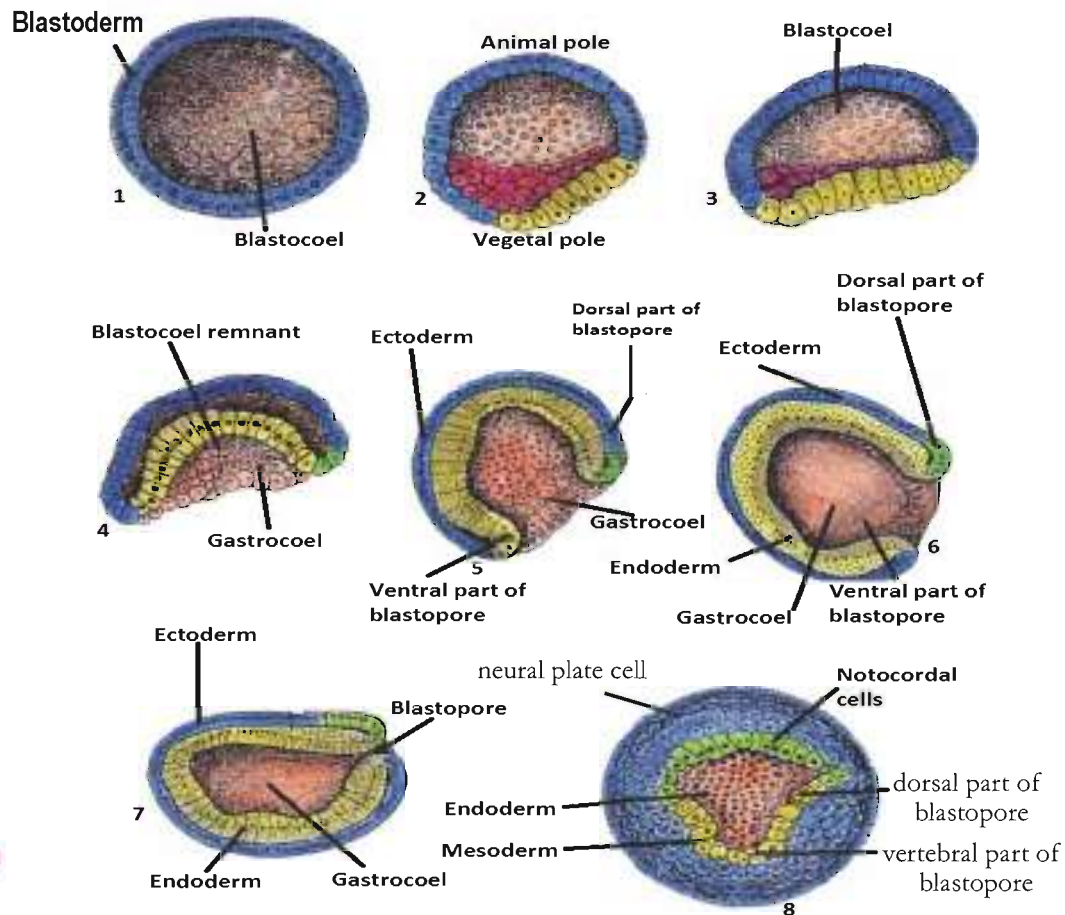 Blastoderm
1
Blastocoel
Animal pole
2
Vegetal pole
Blastocoel
3
Blastocoel remnant
4
Gastrocoel
Ectoderm
Dorsal part of
blastopore
Gastrocoel
5
Ventral part of
blastopore
Dorsal part of
blastopore
Ectoderm
6
Endoderm
Gastrocoel
Ventral part of
blastopore
Ectoderm
Blastopore
7
Endoderm
Gastrocoel
neural plate cell
Notocordal
cells
Endoderm
Mesoderm
dorsal part of
blastopore
vertebral part of
blastopore
8